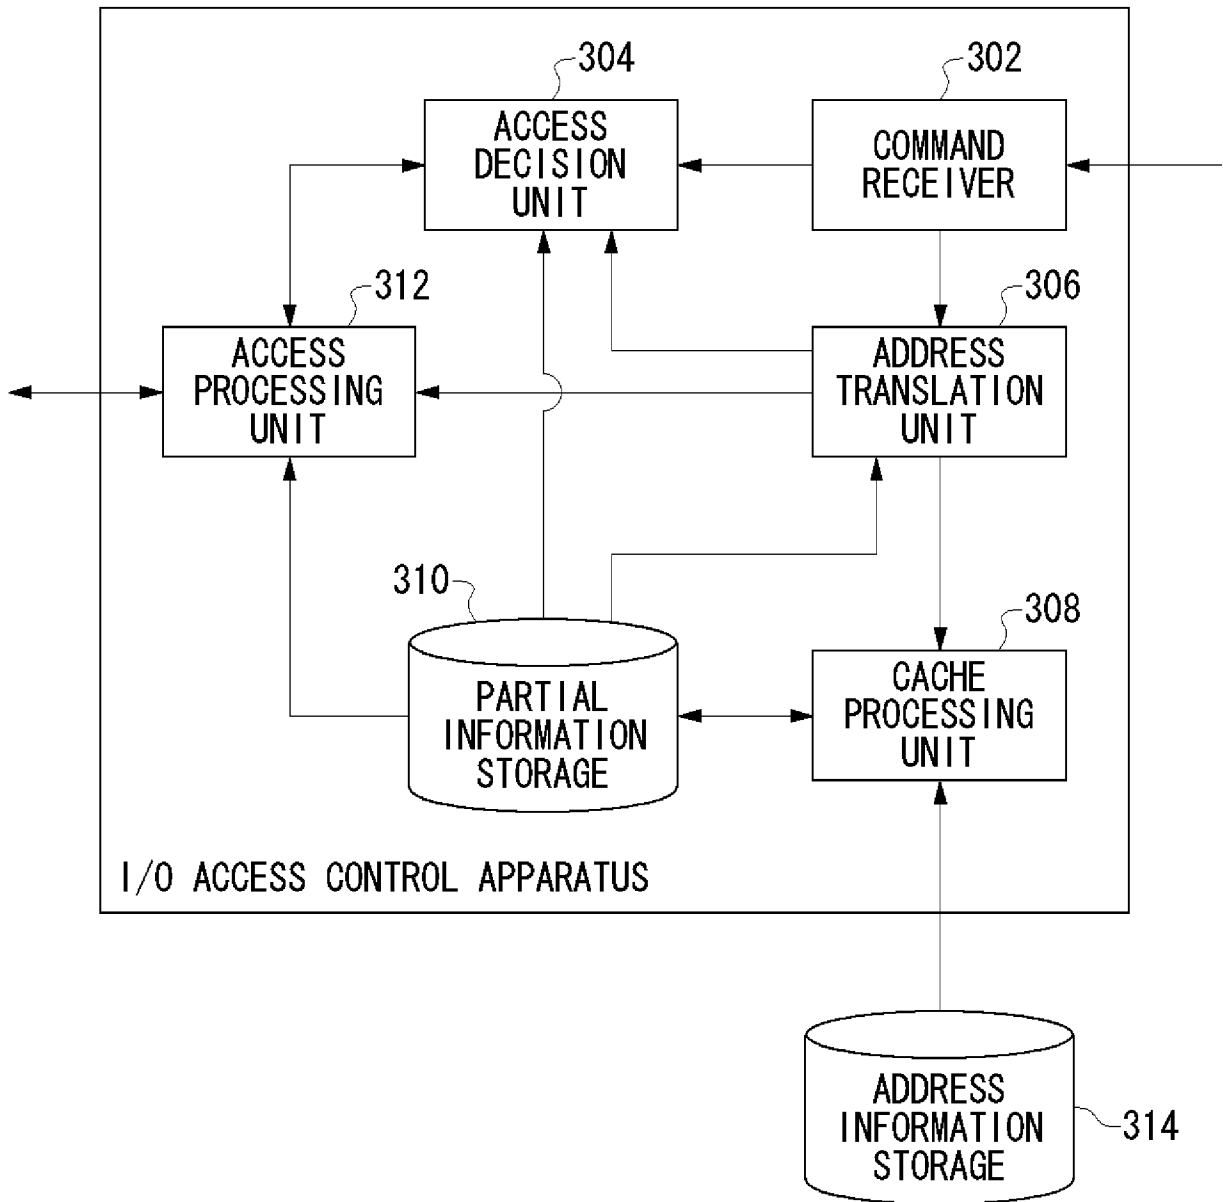 304
302
ACCESS
DECISION
UNIT
COMMAND
RECEIVER
312
306
ACCESS
PROCESSING
UNIT
ADDRESS
TRANSLATION
UNIT
310
308
PARTIAL
INFORMATION
STORAGE
CACHE
PROCESSING
UNIT
I/O ACCESS CONTROL APPARATUS
ADDRESS
INFORMATION
STORAGE
314